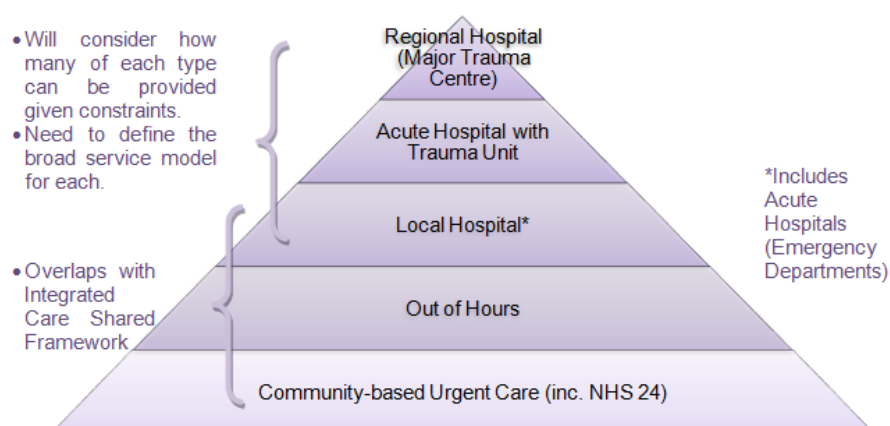 • Will consider how
many of each type
can be provided
given constraints.
• Need to define the
broad service model
for each.
• Overlaps with
Integrated
Care Shared
Framework
Regional Hospital
(Major Trauma
Centre)
Acute Hospital with
Trauma Unit
Local Hospital*
Out of Hours
Community-based Urgent Care (inc. NHS 24)
*Includes
Acute
Hospitals
(Emergency
Departments)